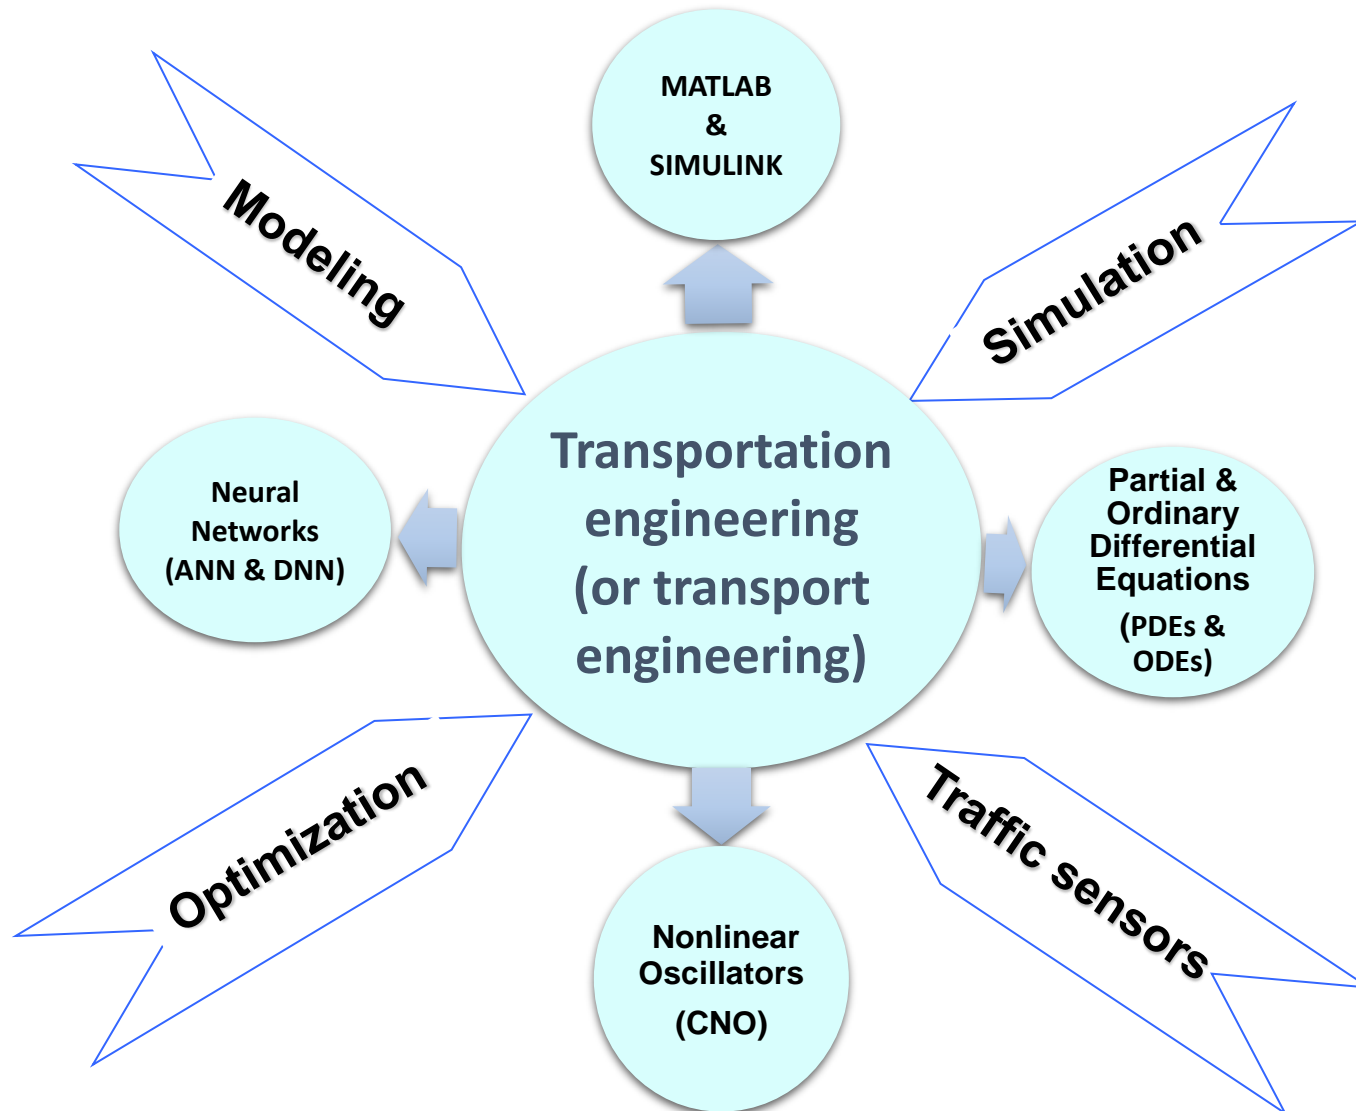 MATLAB
&
SIMULINK
Modeling
Simulation
Transportation
engineering
(or transport
engineering)
Neural
Networks
(ANN & DNN)
Partial &
Ordinary
Differential
Equations
(PDEs &
ODEs)
Optimization
Traffic sensors
Nonlinear
Oscillators
(CNO)